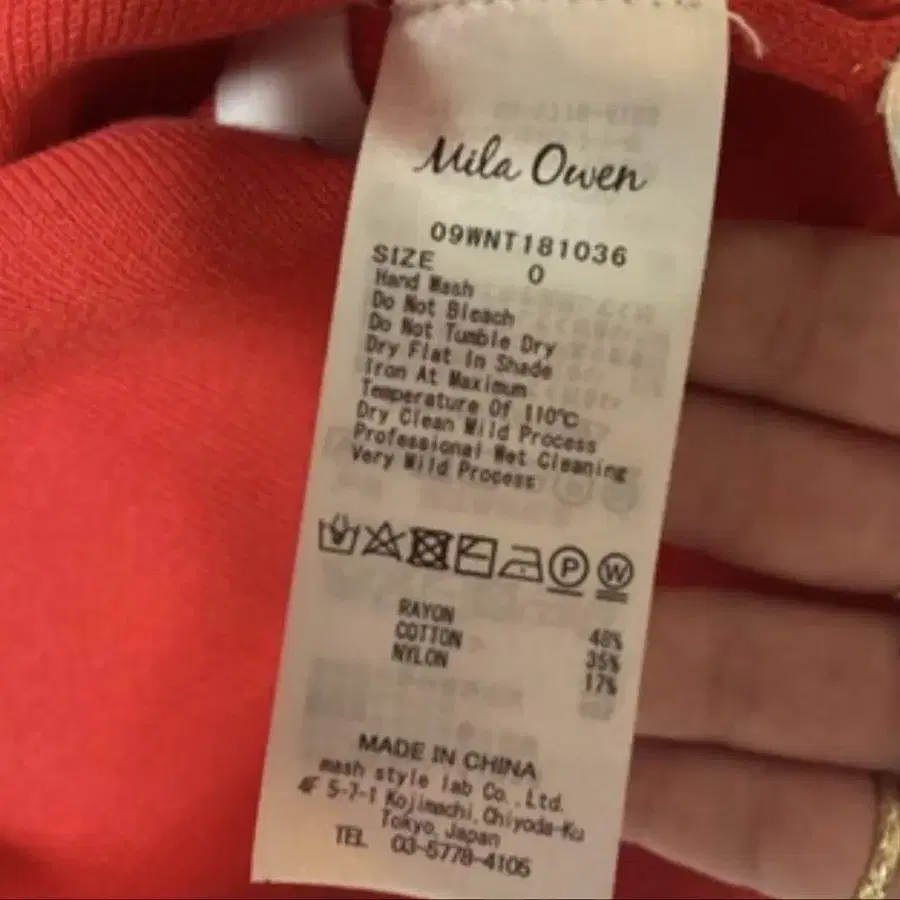 Mila Owen
09WNT181036
SIZE 0
Hand Wash
Do Not Bleach
Do Not Tumble Dry
Dry Flat In Shade
Iron At Maximum
Temperature Of 110℃
Dry Clean Mild Process
Professional Wet Cleaning
Very Mild Process
P W
RAYON 48%
COTTON 35%
NYLON 17%
MADE IN CHINA
mash style lab Co.,Ltd.
4F 5-7-1 Kojimachi,Chiyoda-Ku
Tokyo,Japan
TEL 03-5778-4105